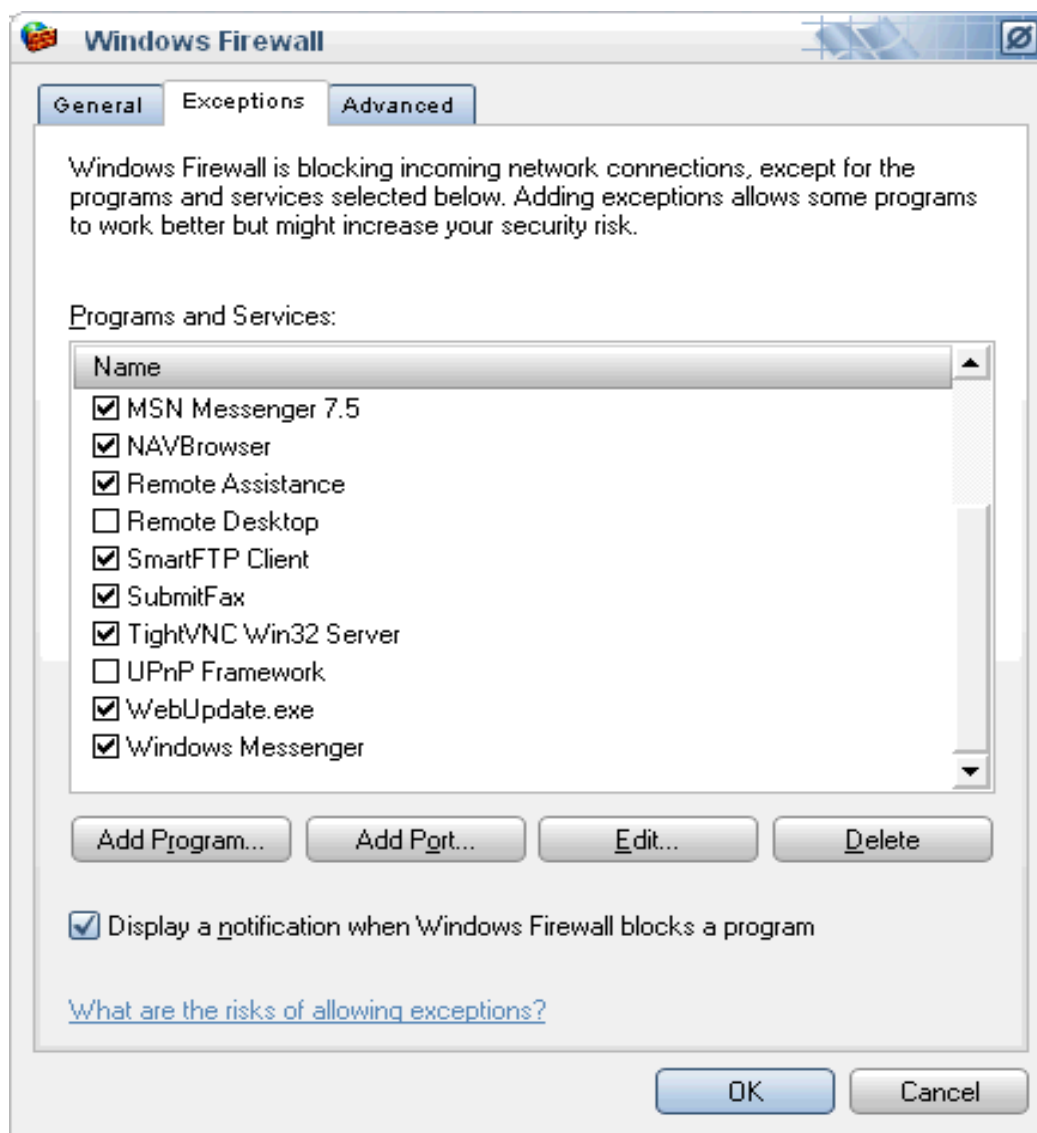 Windows Firewall
General Exceptions Advanced
Windows Firewall is blocking incoming network connections, except for the
programs and services selected below. Adding exceptions allows some programs
to work better but might increase your security risk.
Programs and Services:
Name
MSN Messenger 7.5
NAVBrowser
Remote Assistance
Remote Desktop
SmartFTP Client
SubmitFax
TightVNC Win32 Server
UPnP Framework
WebUpdate.exe
Windows Messenger
Add Program... Add Port... Edit... Delete
Display a notification when Windows Firewall blocks a program
What are the risks of allowing exceptions?
OK Cancel